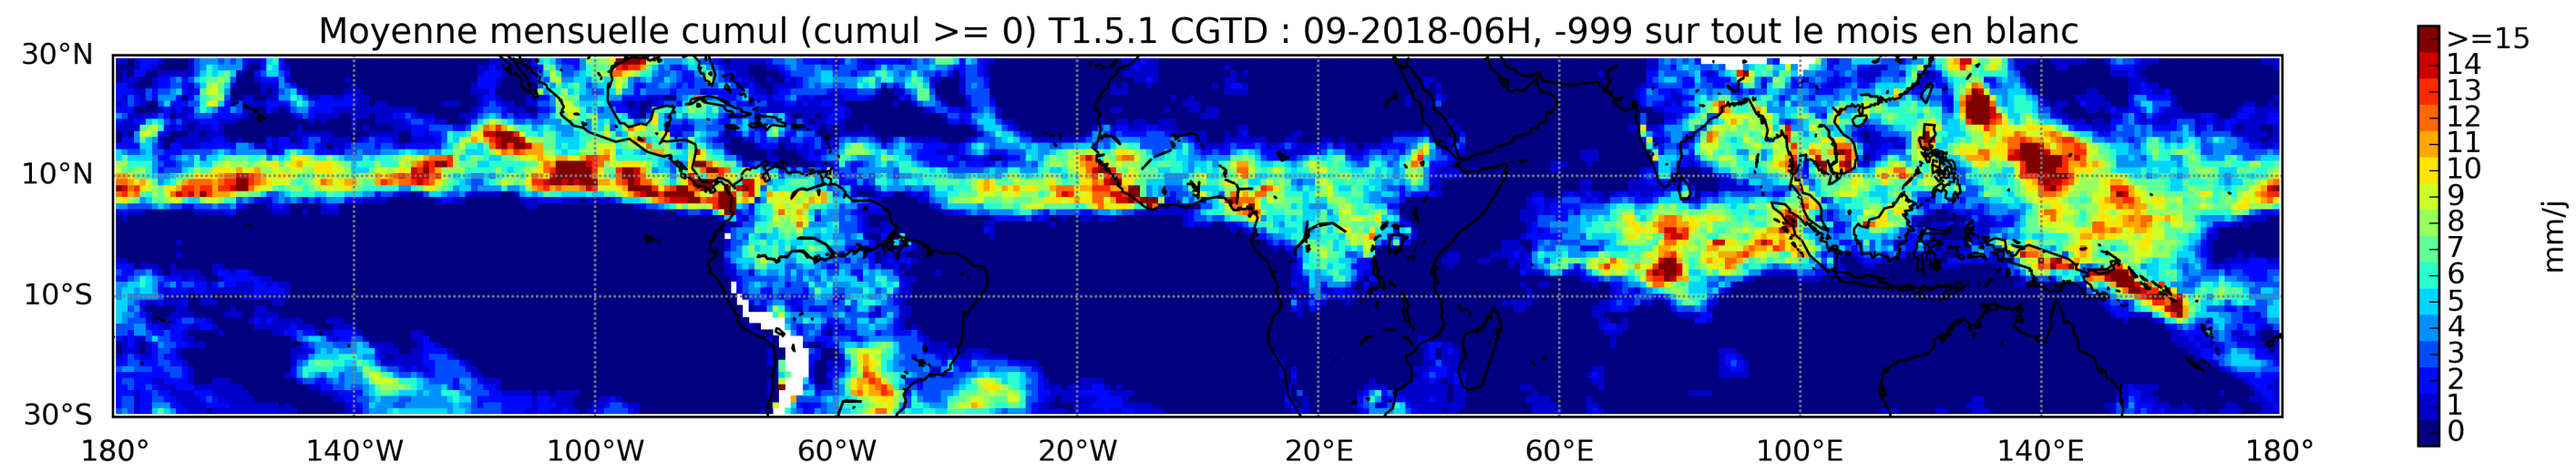 Moyenne mensuelle cumul (cumul >= 0) T1.5.1 CGTD : 09-2018-06H, -999 sur tout le mois en blanc
30°N
10°N
10°S
30°S
180° 140°W 100°W 60°W 20°W 20°E 60°E 100°E 140°E 180°
>=15
14
13
12
11
10
9
8
7
6
5
4
3
2
1
0
mm/j